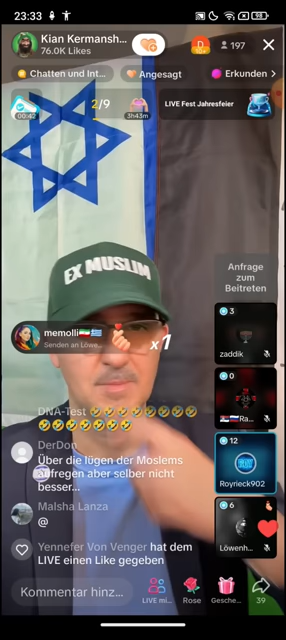 23:33
98
Kian Kermansh...
76.0K Likes
197
Chatten und Int...
Angesagt
Erkunden >
00:42
2/9
3h43m
LIVE Fest Jahresfeier
EX MUSLIM
Anfrage
zum
Beitreten
3
zaddik
memolli
Senden an Löwe...
x1
0
Ra...
DNA-Test
DerDon
Über die lügen der Moslems
Aufregen aber selber nicht
besser...
12
Royrieck902
Malsha Lanza
@
6
Löwenh...
Yennefer Von Venger hat dem
LIVE einen Like gegeben
Kommentar hinz...
LIVE mi...
Rose
Gesche...
39